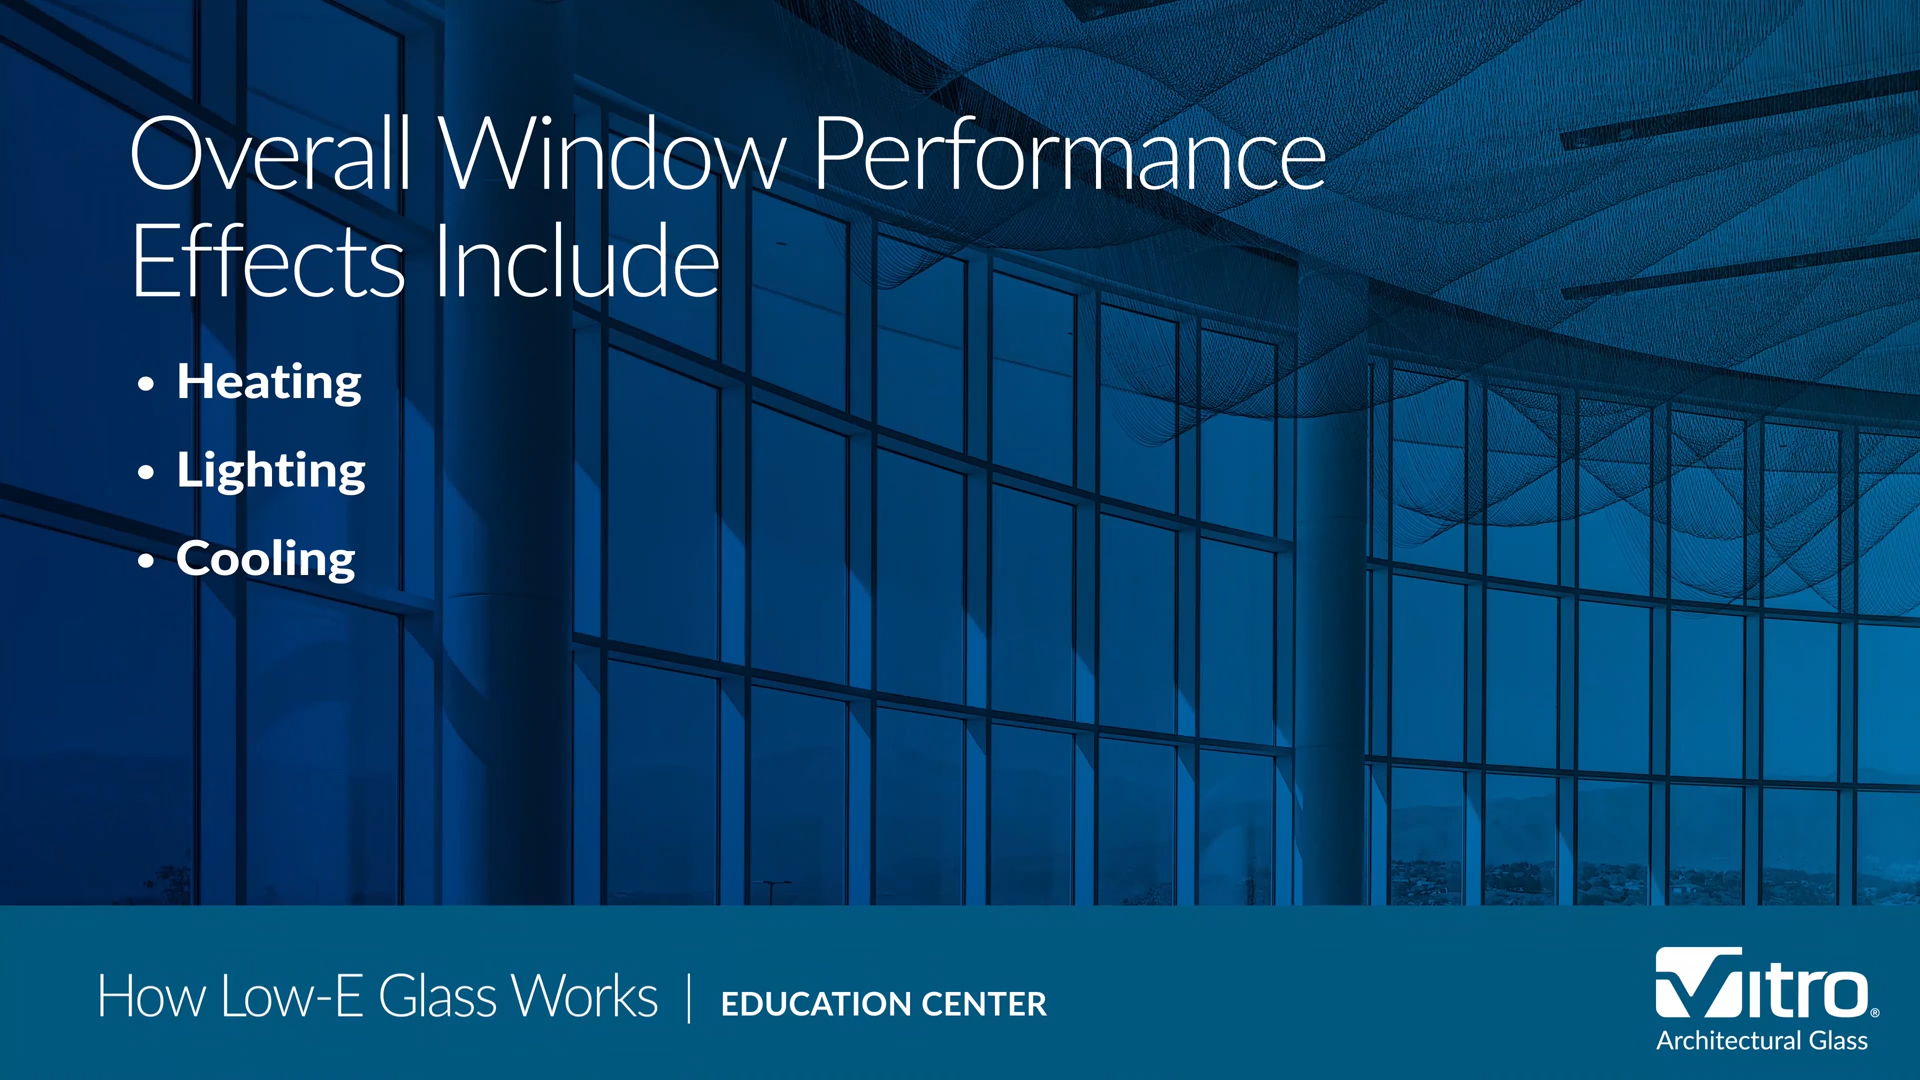 Overall Window Performance
Effects Include
• Heating
• Lighting
• Cooling
How Low-E Glass Works | EDUCATION CENTER
Vitro®
Architectural Glass